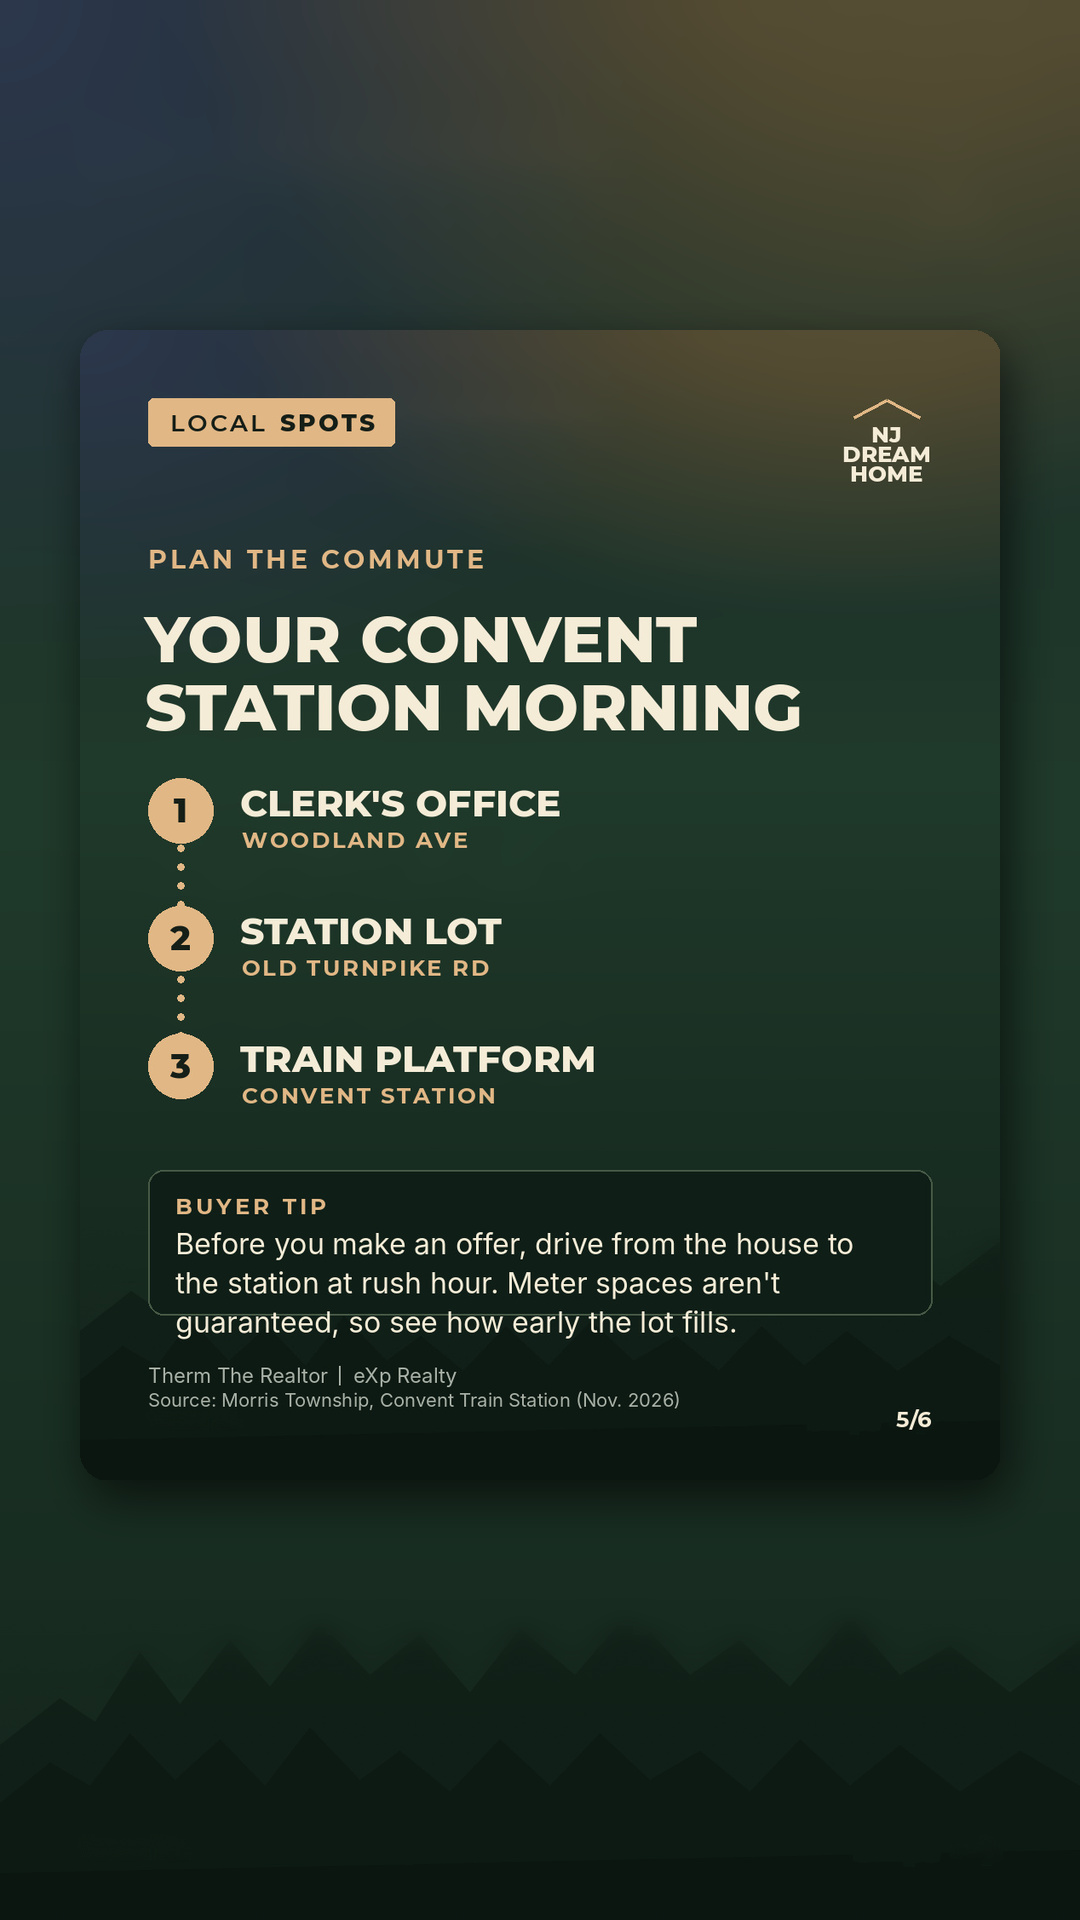 LOCAL SPOTS
NJ
DREAM
HOME
PLAN THE COMMUTE
YOUR CONVENT
STATION MORNING
1
CLERK'S OFFICE
WOODLAND AVE
2
STATION LOT
OLD TURNPIKE RD
3
TRAIN PLATFORM
CONVENT STATION
BUYER TIP
Before you make an offer, drive from the house to
the station at rush hour. Meter spaces aren't
guaranteed, so see how early the lot fills.
Therm The Realtor | eXp Realty
Source: Morris Township, Convent Train Station (Nov. 2026)
5/6